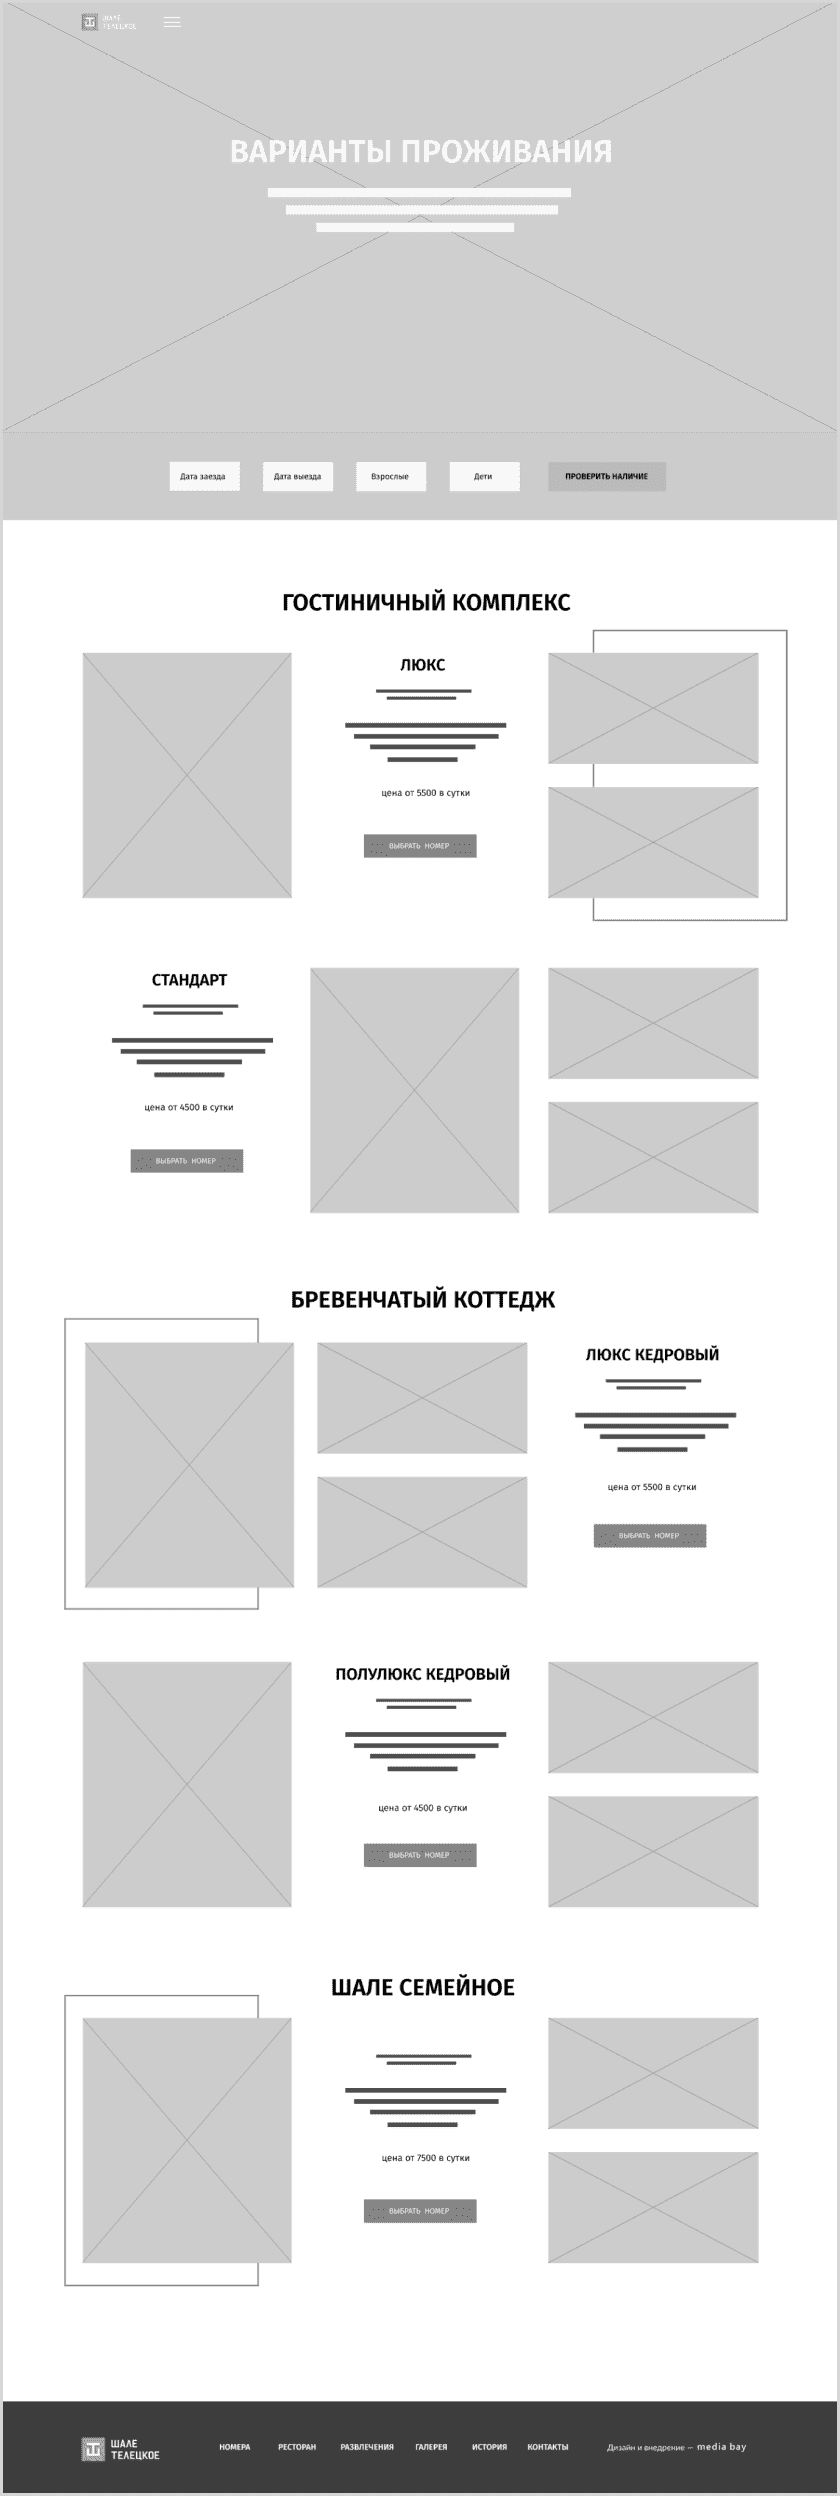 ШАЛЕ
ТЕЛЕЦКОЕ
ВАРИАНТЫ ПРОЖИВАНИЯ
Дата заезда
Дата выезда
Взрослые
Дети
ПРОВЕРИТЬ НАЛИЧИЕ
ГОСТИНИЧНЫЙ КОМПЛЕКС
ЛЮКС
цена от 5500 в сутки
ВЫБРАТЬ НОМЕР
СТАНДАРТ
цена от 4500 в сутки
ВЫБРАТЬ НОМЕР
БРЕВЕНЧАТЫЙ КОТТЕДЖ
ЛЮКС КЕДРОВЫЙ
цена от 5500 в сутки
ВЫБРАТЬ НОМЕР
ПОЛУЛЮКС КЕДРОВЫЙ
цена от 4500 в сутки
ВЫБРАТЬ НОМЕР
ШАЛЕ СЕМЕЙНОЕ
цена от 7500 в сутки
ВЫБРАТЬ НОМЕР
ШАЛЕ
ТЕЛЕЦКОЕ
НОМЕРА
РЕСТОРАН
РАЗВЛЕЧЕНИЯ
ГАЛЕРЕЯ
ИСТОРИЯ
КОНТАКТЫ
Дизайн и внедрение — media bay